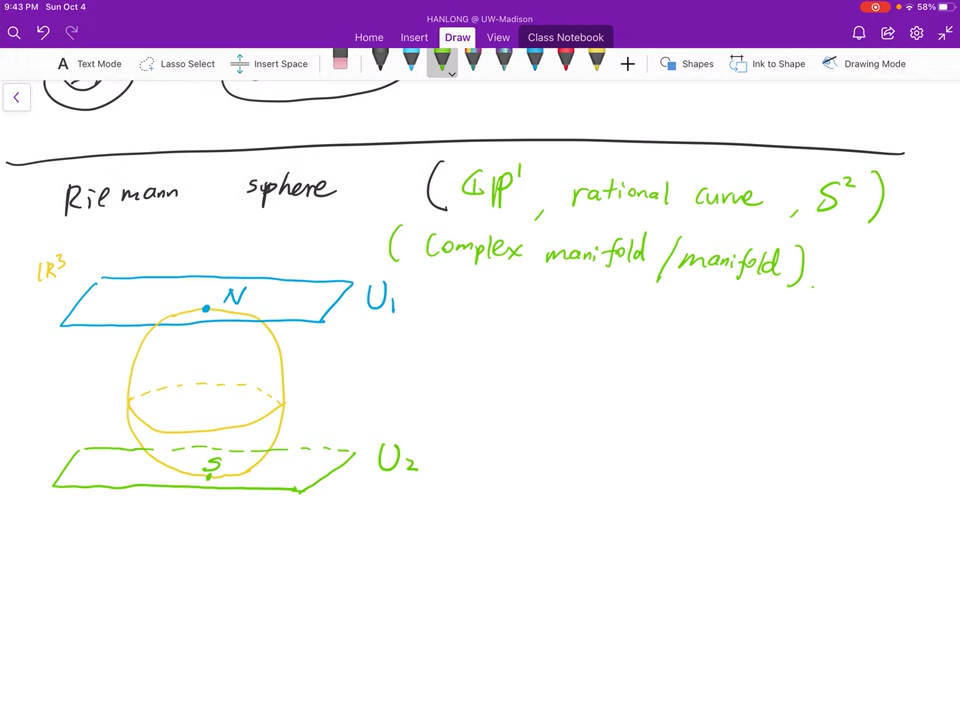 9:43 PM Sun Oct 4
58%
HANLONG @ UW-Madison
Home Insert Draw View Class Notebook
A Text Mode Lasso Select Insert Space Shapes Ink to Shape Drawing Mode
Riemann sphere (ℂP¹, rational curve, S²)
(complex manifold/manifold).
ℝ³
N U₁
S U₂